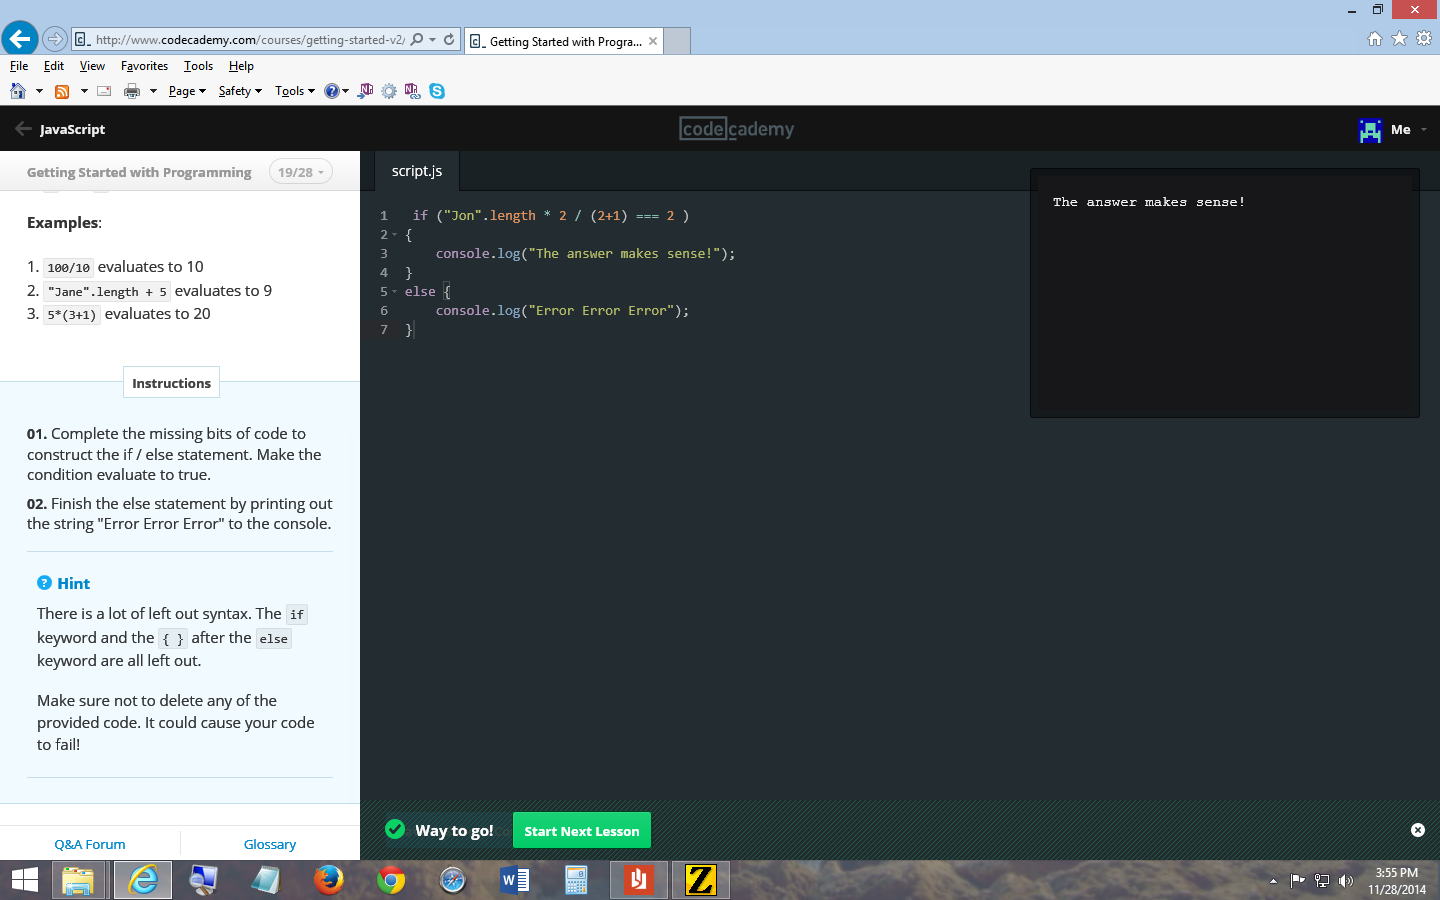 http://www.codecademy.com/courses/getting-started-v2/
Getting Started with Progra...
File Edit View Favorites Tools Help
Page Safety Tools
JavaScript
codecademy
Me
Getting Started with Programming 19/28
script.js
Examples:
1. 100/10 evaluates to 10
2. "Jane".length + 5 evaluates to 9
3. 5*(3+1) evaluates to 20
Instructions
01. Complete the missing bits of code to
construct the if / else statement. Make the
condition evaluate to true.
02. Finish the else statement by printing out
the string "Error Error Error" to the console.
Hint
There is a lot of left out syntax. The if
keyword and the { } after the else
keyword are all left out.
Make sure not to delete any of the
provided code. It could cause your code
to fail!
Q&A Forum Glossary
1 if ("Jon".length * 2 / (2+1) === 2 )
2 {
3 console.log("The answer makes sense!");
4 }
5 else {
6 console.log("Error Error Error");
7 }
The answer makes sense!
Way to go! Start Next Lesson
3:55 PM
11/28/2014